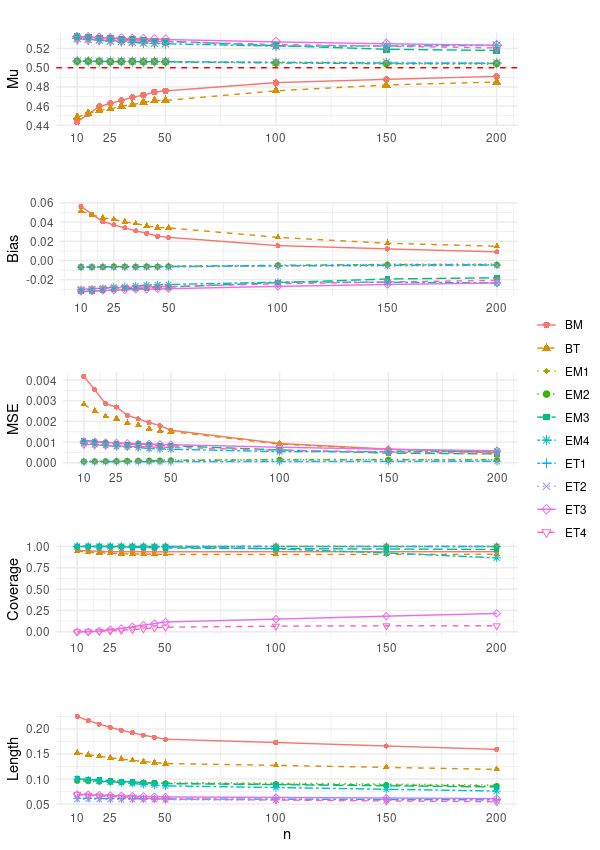 Mu
0.52
0.50
0.48
0.46
0.44
10 25 50 100 150 200
Bias
0.06
0.04
0.02
0.00
-0.02
10 25 50 100 150 200
MSE
0.004
0.003
0.002
0.001
0.000
10 25 50 100 150 200
Coverage
1.00
0.75
0.50
0.25
0.00
10 25 50 100 150 200
Length
0.20
0.15
0.10
0.05
10 25 50 100 150 200
n
BM
BT
EM1
EM2
EM3
EM4
ET1
ET2
ET3
ET4